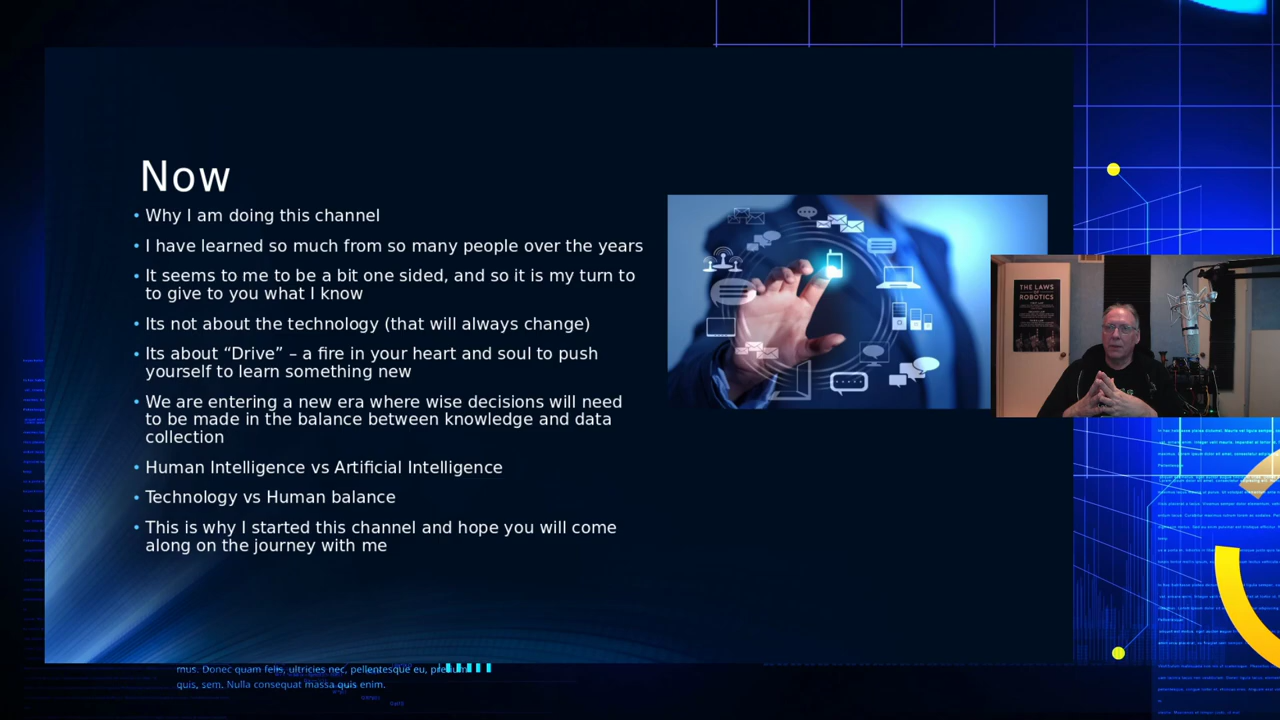 Now
• Why I am doing this channel
• I have learned so much from so many people over the years
• It seems to me to be a bit one sided, and so it is my turn to
to give to you what I know
• Its not about the technology (that will always change)
• Its about “Drive” – a fire in your heart and soul to push
yourself to learn something new
• We are entering a new era where wise decisions will need
to be made in the balance between knowledge and data
collection
• Human Intelligence vs Artificial Intelligence
• Technology vs Human balance
• This is why I started this channel and hope you will come
along on the journey with me
THE LAWS
OF
ROBOTICS
mus. Donec quam felis, ultricies nec, pellentesque eu,
quis, sem. Nulla consequat massa quis enim.